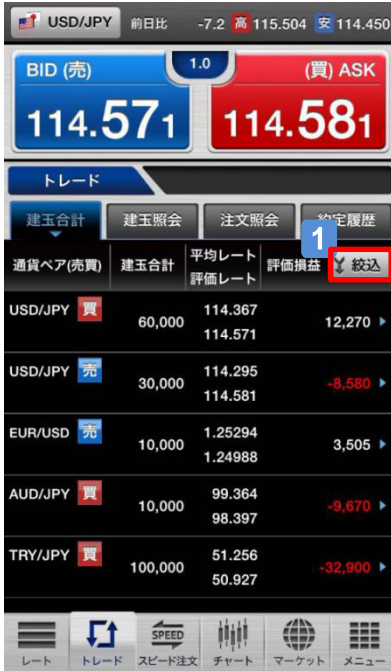 USD/JPY 前日比 -7.2 高 115.504 安 114.450
BID (売) 1.0 (買) ASK
114.571 114.581
トレード
建玉合計 建玉照会 注文照会 約定履歴
1
通貨ペア(売買) 建玉合計 平均レート 評価損益 絞込
評価レート
USD/JPY 買 60,000 114.367 12,270
114.571
USD/JPY 売 30,000 114.295 -8,580
114.581
EUR/USD 売 10,000 1.25294 3,505
1.24988
AUD/JPY 買 10,000 99.364 -9,670
98.397
TRY/JPY 買 100,000 51.256 -32,900
50.927
SPEED
レート トレード スピード注文 チャート マーケット メニュー